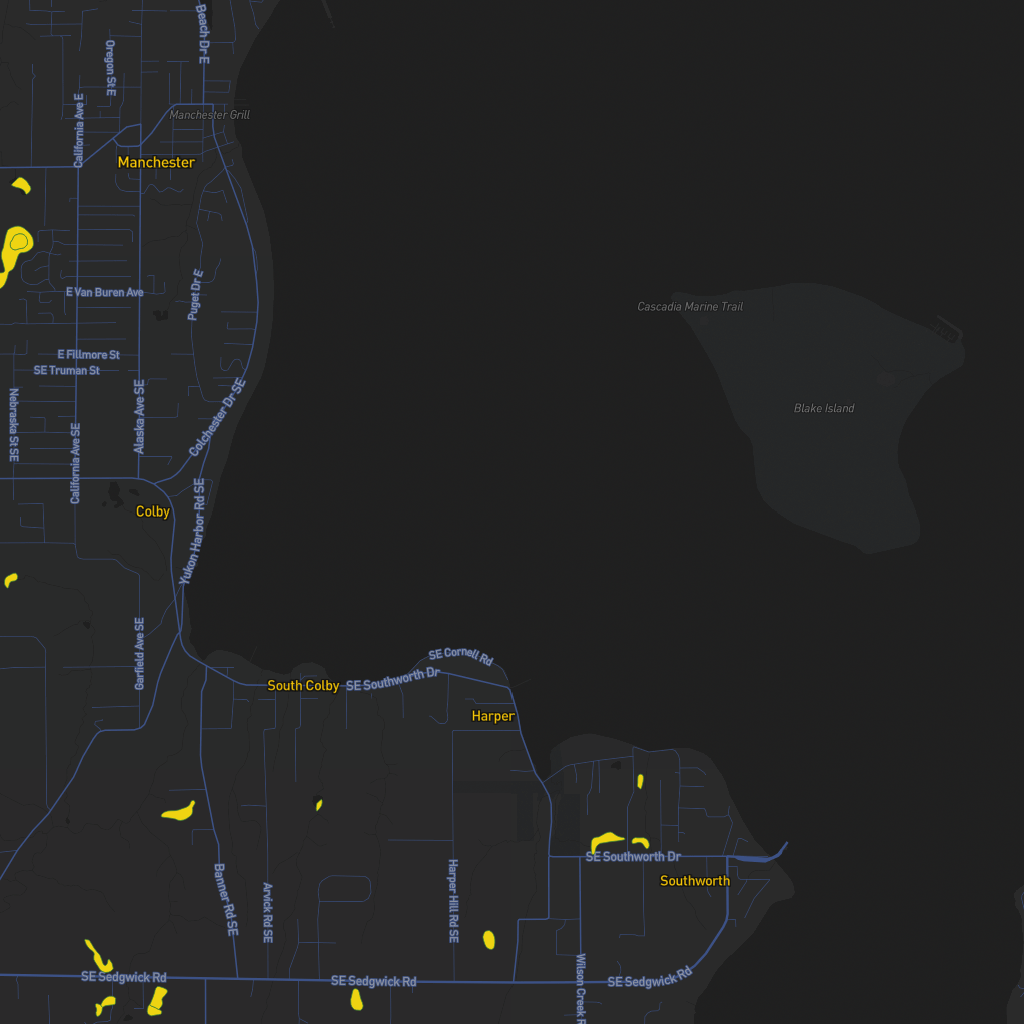 Beach Dr E
Oregon St E
California Ave E
Manchester Grill
Manchester
E Van Buren Ave
Puget Dr E
Cascadia Marine Trail
E Fillmore St
SE Truman St
Nebraska St SE
Alaska Ave SE
Colchester Dr SE
Blake Island
California Ave SE
Colby
Yukon Harbor Rd SE
Garfield Ave SE
SE Cornell Rd
South Colby
SE Southworth Dr
Harper
SE Southworth Dr
Southworth
Banner Rd SE
Arvick Rd SE
Harper Hill Rd SE
SE Sedgwick Rd
SE Sedgwick Rd
SE Sedgwick Rd
Wilson Creek R